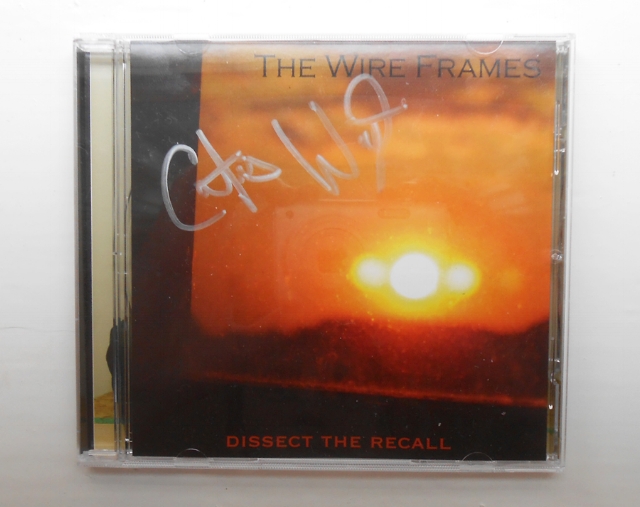 THE WIRE FRAMES
DISSECT THE RECALL